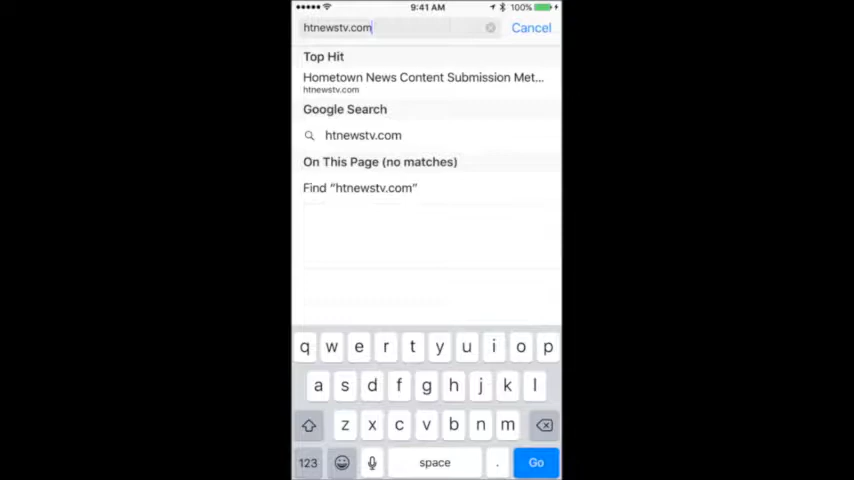 9:41 AM 100%
htnewstv.com Cancel
Top Hit
Hometown News Content Submission Met...
htnewstv.com
Google Search
htnewstv.com
On This Page (no matches)
Find “htnewstv.com”
q w e r t y u i o p
a s d f g h j k l
z x c v b n m
123 space . Go